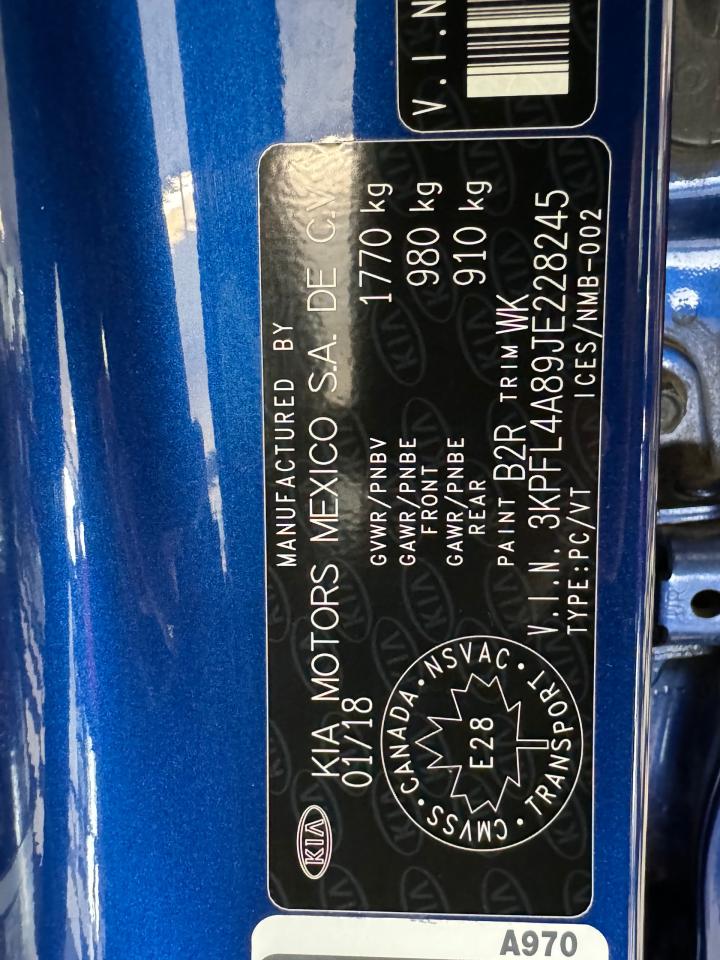 V.I.N
MANUFACTURED BY
KIA
KIA MOTORS MEXICO S.A. DE C.V.
01/18
GVWR/PNBV 1770 kg
GAWR/PNBE FRONT 980 kg
GAWR/PNBE REAR 910 kg
PAINT B2R TRIM WK
V.I.N. 3KPFL4A89JE228245
TYPE:PC/VT ICES/NMB-002
CANADA • NSVAC • TRANSPORT • CMVSS •
E28
A970